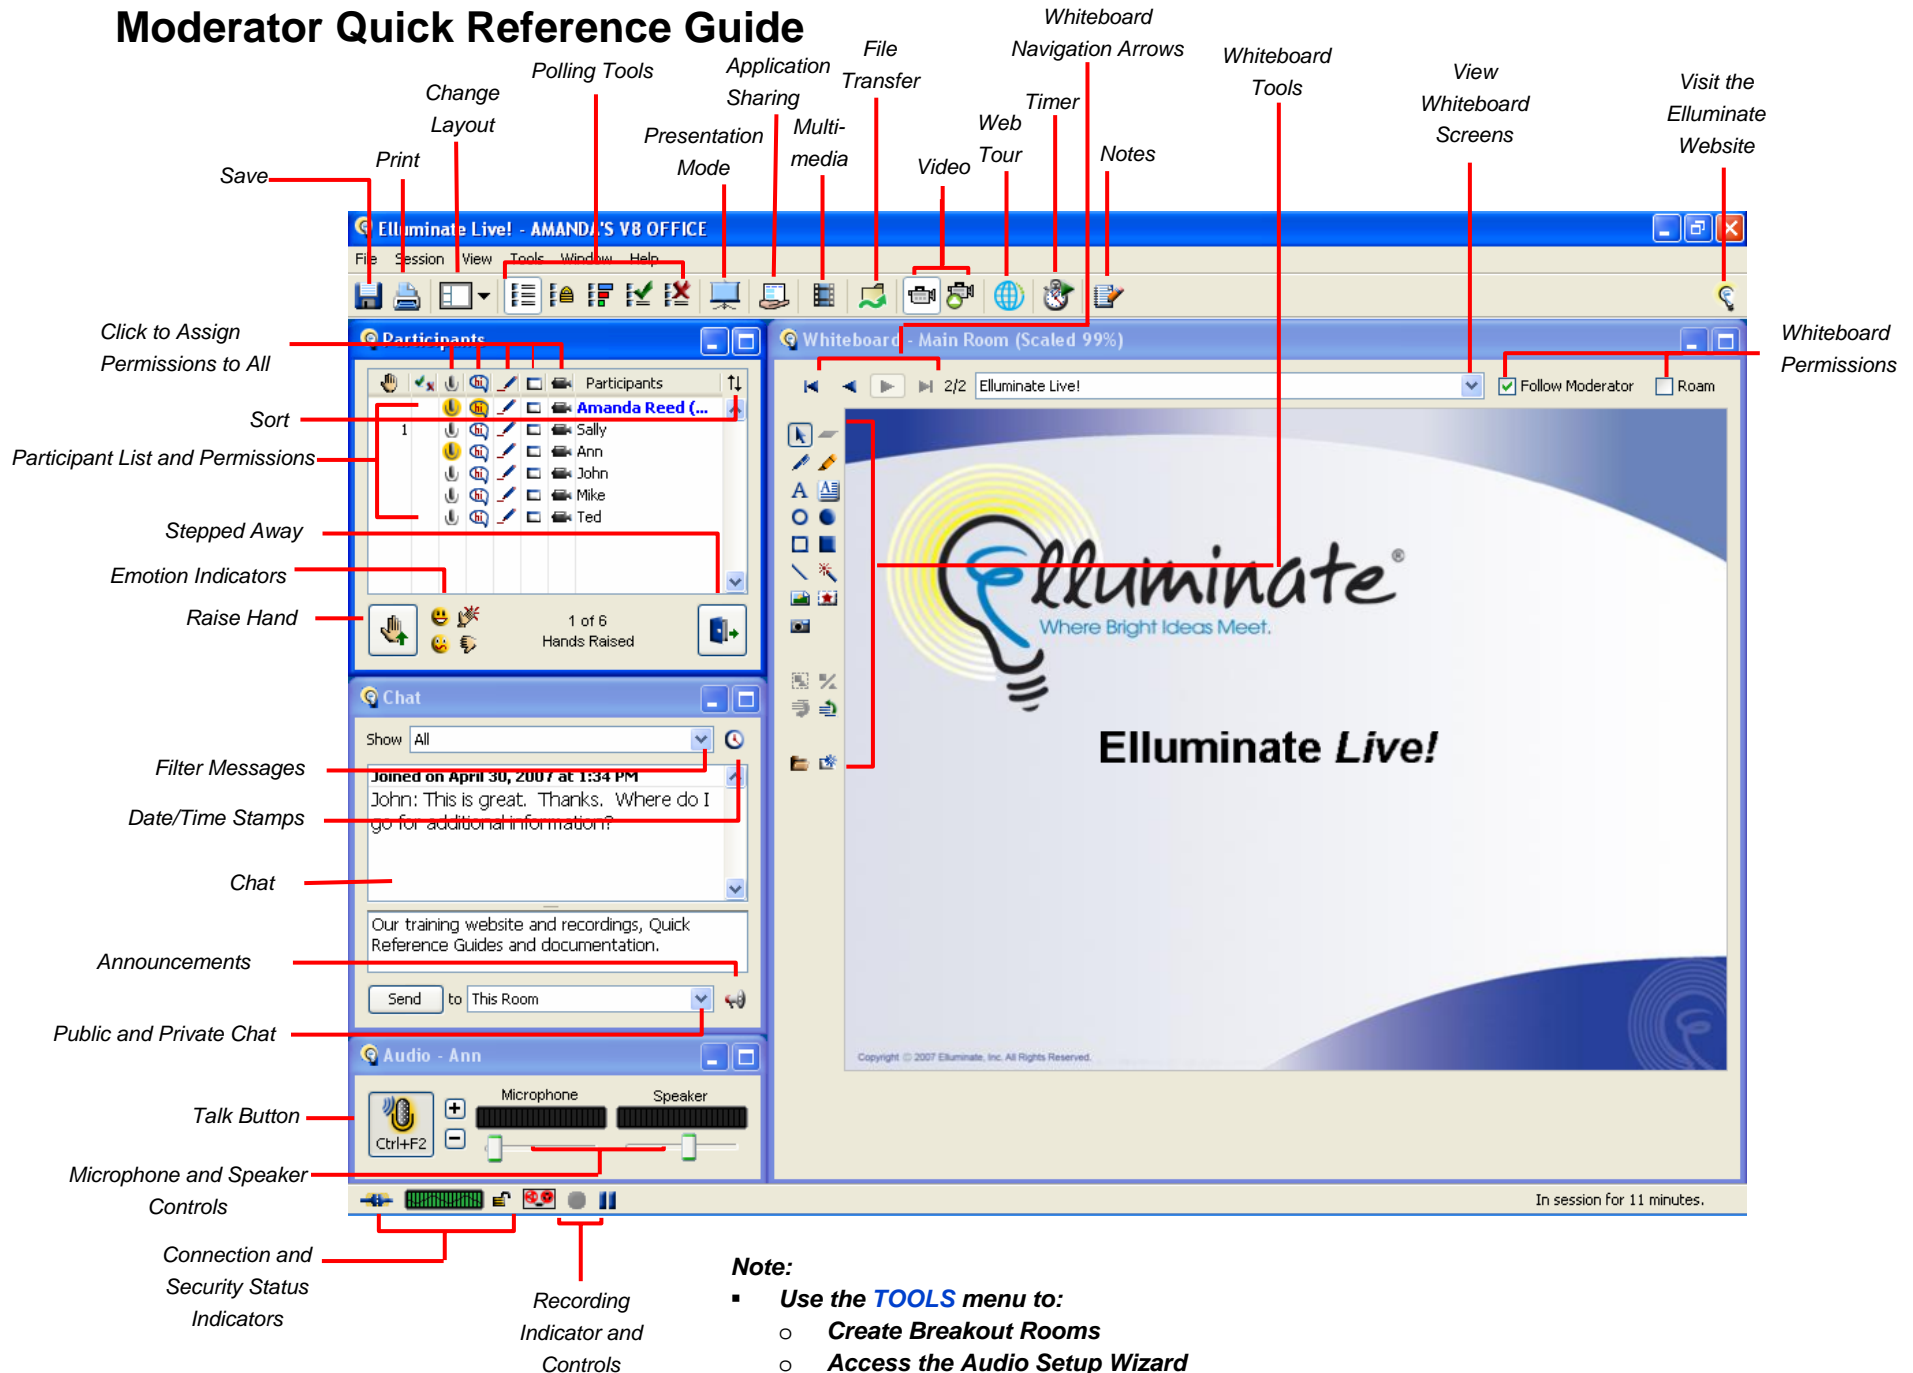 Moderator Quick Reference Guide
Whiteboard
Navigation Arrows
File
Transfer
Whiteboard
Tools
Polling Tools
Application
Sharing
View
Whiteboard
Screens
Visit the
Elluminate
Website
Change
Layout
Timer
Presentation
Mode
Multi-
media
Web
Tour
Save
Print
Video
Notes
Elluminate Live! - AMANDA'S V8 OFFICE
File Session View Tools Window Help
Click to Assign
Permissions to All
Participants
Whiteboard - Main Room (Scaled 99%)
Whiteboard
Permissions
Participants
2/2 Elluminate Live!
Follow Moderator
Roam
Sort
Amanda Reed (...
1 Sally
Participant List and Permissions
Ann
John
Mike
Ted
Stepped Away
Emotion Indicators
Raise Hand
1 of 6
Hands Raised
Elluminate®
Where Bright Ideas Meet.
Elluminate Live!
Chat
Show All
Filter Messages
Joined on April 30, 2007 at 1:34 PM
John: This is great. Thanks. Where do I
go for additional information?
Date/Time Stamps
Chat
Our training website and recordings, Quick
Reference Guides and documentation.
Announcements
Send to This Room
Public and Private Chat
Audio - Ann
Copyright © 2007 Elluminate, Inc. All Rights Reserved.
Microphone Speaker
Talk Button
Ctrl+F2
Microphone and Speaker
Controls
In session for 11 minutes.
Connection and
Security Status
Indicators
Recording
Indicator and
Controls
Note:
▪ Use the TOOLS menu to:
o Create Breakout Rooms
o Access the Audio Setup Wizard